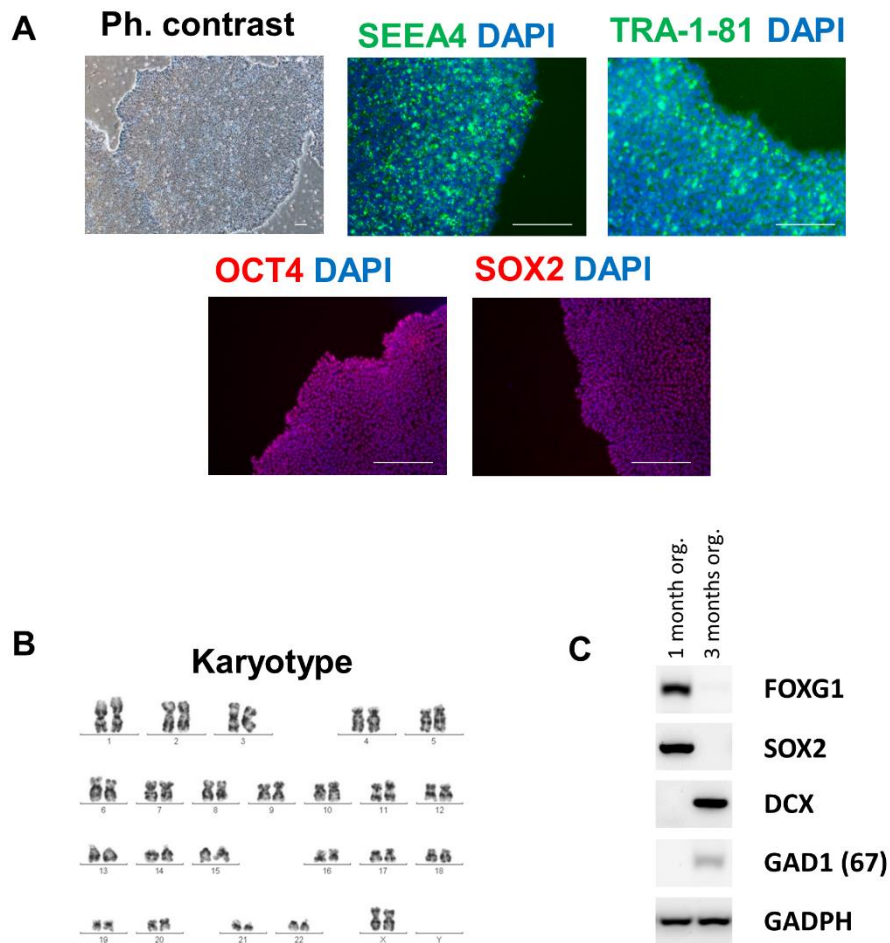 A
Ph. contrast
SEEA4 DAPI
TRA-1-81 DAPI
OCT4 DAPI
SOX2 DAPI
B
Karyotype
1 2 3 4 5
6 7 8 9 10 11 12
13 14 15 16 17 18
19 20 21 22 X Y
C
1 month org.
3 months org.
FOXG1
SOX2
DCX
GAD1 (67)
GADPH